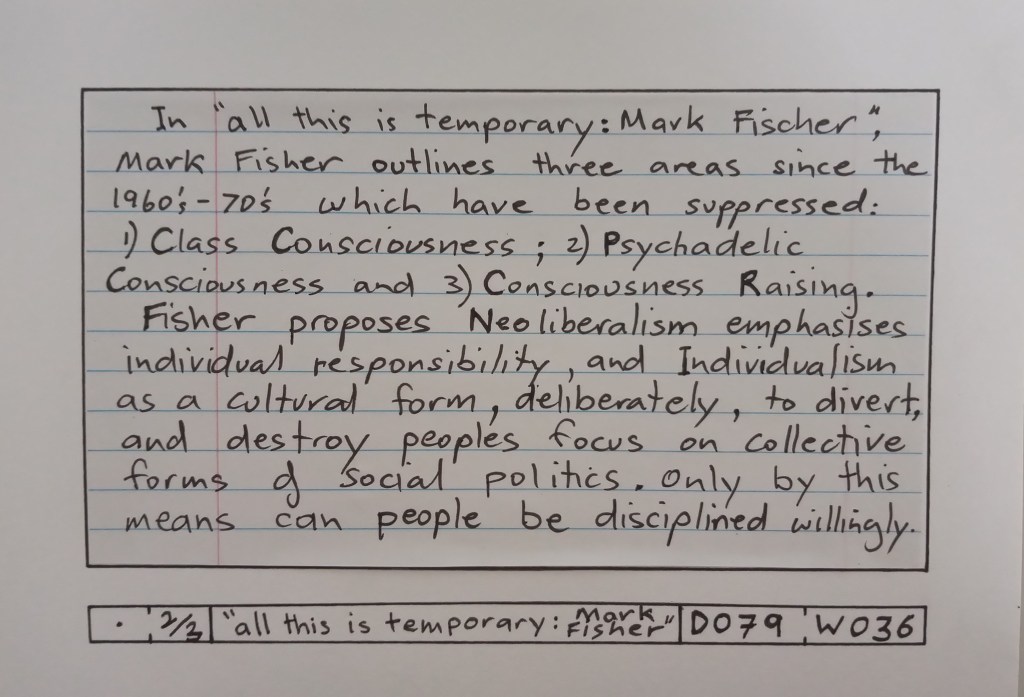 In "all this is temporary: Mark Fischer",
Mark Fisher outlines three areas since the
1960's-70's which have been suppressed:
1) Class Consciousness; 2) Psychadelic
Consciousness and 3) Consciousness Raising.
Fisher proposes Neoliberalism emphasises
individual responsibility, and Individualism
as a cultural form, deliberately, to divert,
and destroy peoples focus on collective
forms of social politics. Only by this
means can people be disciplined willingly.
. 2/3 "all this is temporary: Mark Fisher" D079 W036